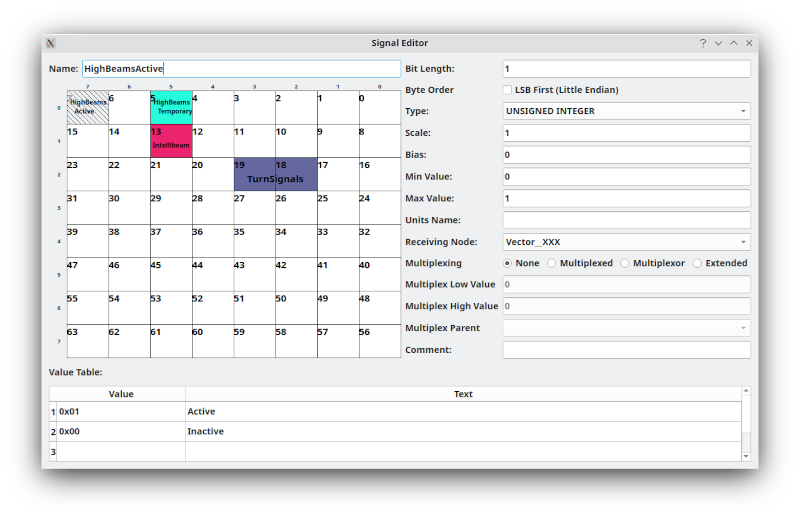 Signal Editor
Name: HighBeamsActive
7 6 5 4 3 2 1 0
0 HighBeams Active 6 5 HighBeams Temporary 4 3 2 1 0
1 15 14 13 Intellibeam 12 11 10 9 8
2 23 22 21 20 19 18 TurnSignals 17 16
3 31 30 29 28 27 26 25 24
4 39 38 37 36 35 34 33 32
5 47 46 45 44 43 42 41 40
6 55 54 53 52 51 50 49 48
7 63 62 61 60 59 58 57 56
Bit Length: 1
Byte Order LSB First (Little Endian)
Type: UNSIGNED INTEGER
Scale: 1
Bias: 0
Min Value: 0
Max Value: 1
Units Name:
Receiving Node: Vector__XXX
Multiplexing None Multiplexed Multiplexor Extended
Multiplex Low Value 0
Multiplex High Value 0
Multiplex Parent
Comment:
Value Table:
Value Text
1 0x01 Active
2 0x00 Inactive
3